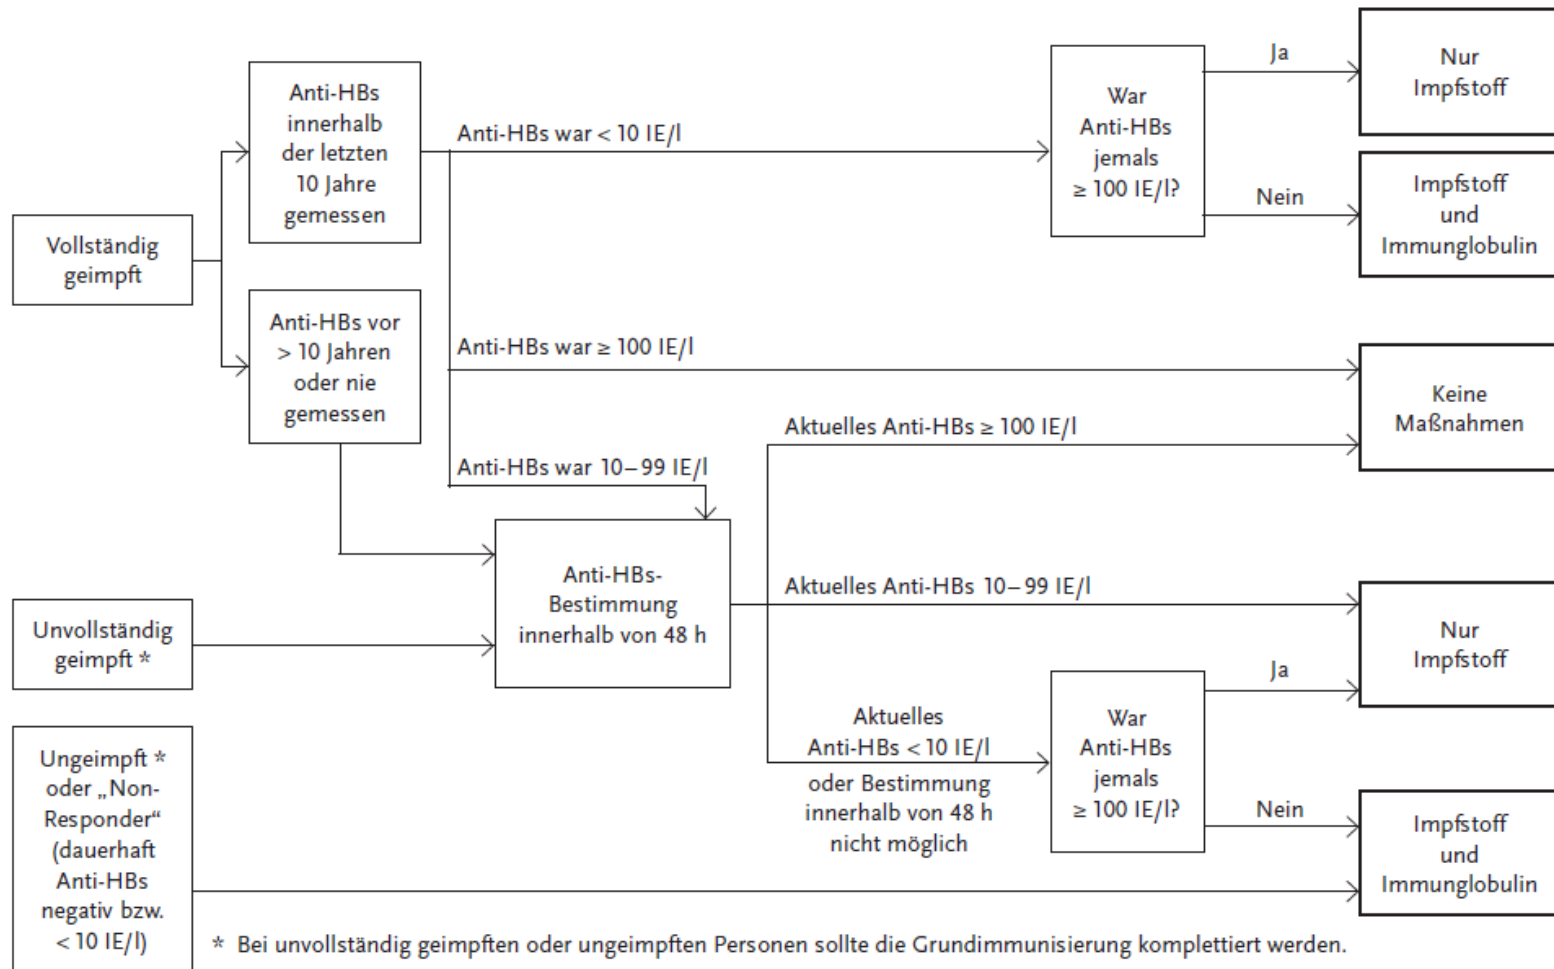 Vollständig
geimpft
Anti-HBs
innerhalb
der letzten
10 Jahre
gemessen
Anti-HBs vor
> 10 Jahren
oder nie
gemessen
Anti-HBs war < 10 IE/l
War
Anti-HBs
jemals
≥ 100 IE/l?
Ja
Nur
Impfstoff
Nein
Impfstoff
und
Immunglobulin
Anti-HBs war ≥ 100 IE/l
Keine
Maßnahmen
Anti-HBs war 10–99 IE/l
Unvollständig
geimpft *
Anti-HBs-
Bestimmung
innerhalb von 48 h
Aktuelles Anti-HBs ≥ 100 IE/l
Aktuelles Anti-HBs 10–99 IE/l
Nur
Impfstoff
Aktuelles
Anti-HBs < 10 IE/l
oder Bestimmung
innerhalb von 48 h
nicht möglich
War
Anti-HBs
jemals
≥ 100 IE/l?
Ja
Nein
Impfstoff
und
Immunglobulin
Ungeimpft *
oder „Non-
Responder“
(dauerhaft
Anti-HBs
negativ bzw.
< 10 IE/l)
* Bei unvollständig geimpften oder ungeimpften Personen sollte die Grundimmunisierung komplettiert werden.